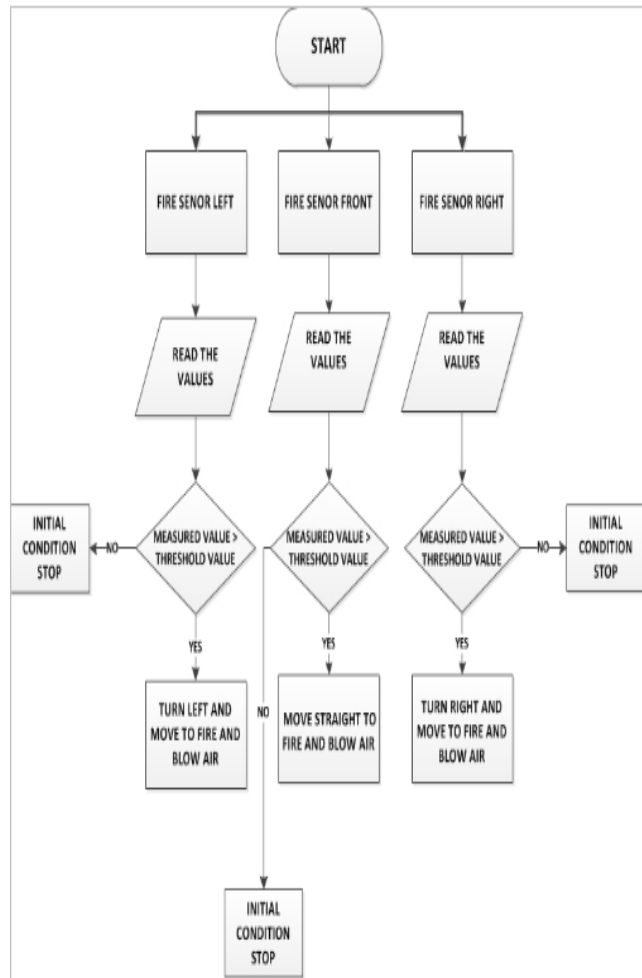 START
FIRE SENOR LEFT
FIRE SENOR FRONT
FIRE SENOR RIGHT
READ THE
VALUES
READ THE
VALUES
READ THE
VALUES
INITIAL
CONDITION
STOP
NO
MEASURED VALUE >
THRESHOLD VALUE
MEASURED VALUE >
THRESHOLD VALUE
MEASURED VALUE >
THRESHOLD VALUE
NO
INITIAL
CONDITION
STOP
YES
YES
YES
TURN LEFT AND
MOVE TO FIRE AND
BLOW AIR
NO
MOVE STRAIGHT TO
FIRE AND BLOW AIR
TURN RIGHT AND
MOVE TO FIRE AND
BLOW AIR
INITIAL
CONDITION
STOP